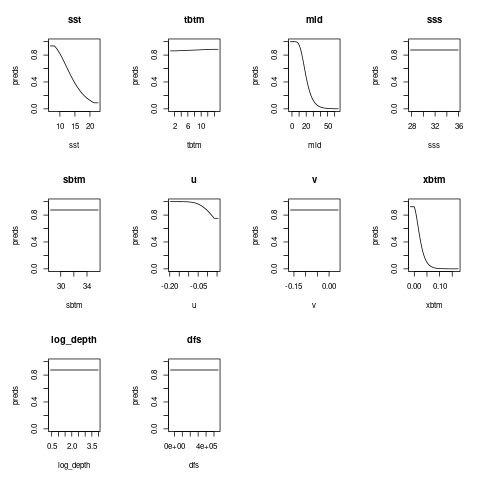 sst
tbtm
mld
sss
preds
0.0 0.4 0.8
10 15 20
sst
preds
0.0 0.4 0.8
2 6 10
tbtm
preds
0.0 0.4 0.8
0 20 50
mld
preds
0.0 0.4 0.8
28 32 36
sss
sbtm
u
v
xbtm
preds
0.0 0.4 0.8
30 34
sbtm
preds
0.0 0.4 0.8
-0.20 -0.05
u
preds
0.0 0.4 0.8
-0.15 0.00
v
preds
0.0 0.4 0.8
0.00 0.10
xbtm
log_depth
dfs
preds
0.0 0.4 0.8
0.5 2.0 3.5
log_depth
preds
0.0 0.4 0.8
0e+00 4e+05
dfs